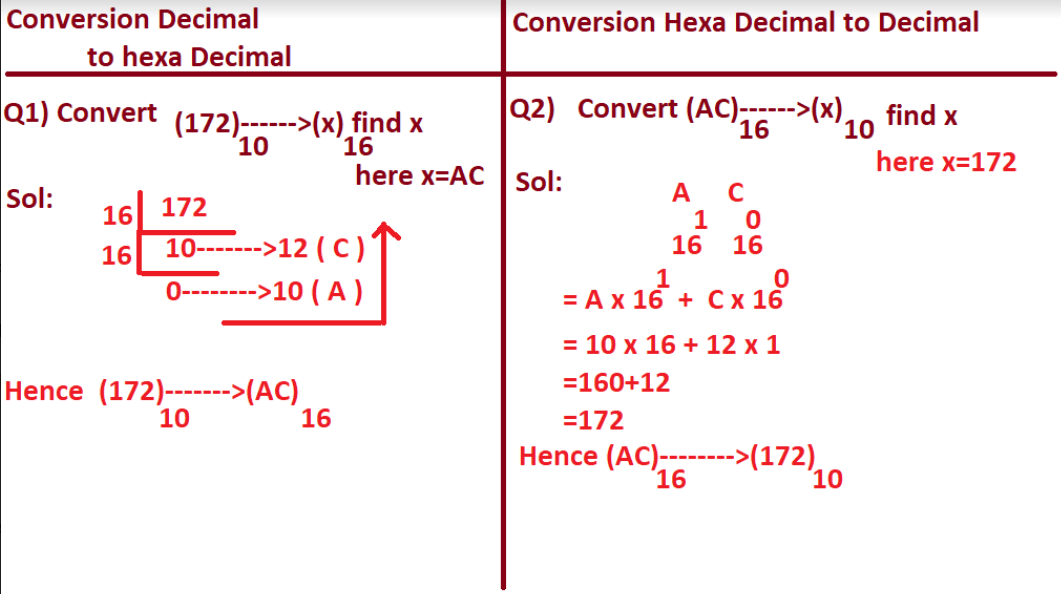 Conversion Decimal
to hexa Decimal
Q1) Convert (172)------>(x) find x
10 16
here x=AC
Sol:
16 172
16 10------->12 ( C )
0-------->10 ( A )
Hence (172)------->(AC)
10 16
Conversion Hexa Decimal to Decimal
Q2) Convert (AC)------>(x) find x
16 10
here x=172
Sol:
A C
1 0
16 16
1 0
= A x 16 + C x 16
= 10 x 16 + 12 x 1
=160+12
=172
Hence (AC)-------->(172)
16 10